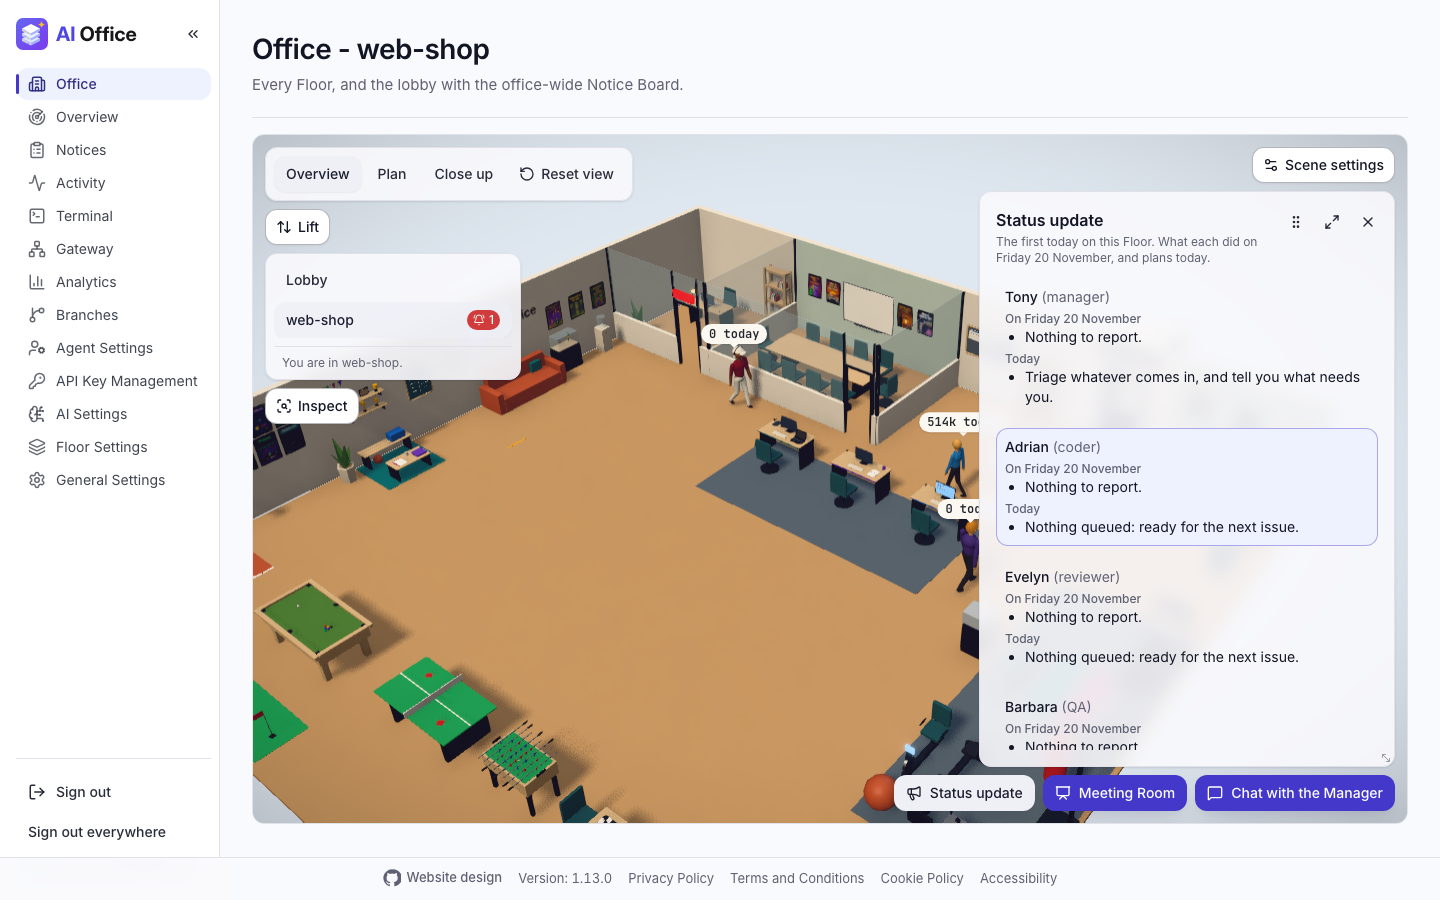 AI Office
Office
Overview
Notices
Activity
Terminal
Gateway
Analytics
Branches
Agent Settings
API Key Management
AI Settings
Floor Settings
General Settings
Sign out
Sign out everywhere
Office - web-shop
Every Floor, and the lobby with the office-wide Notice Board.
Overview
Plan
Close up
Reset view
Scene settings
Lift
Lobby
web-shop
1
You are in web-shop.
Inspect
0 today
514k
0
Status update
The first today on this Floor. What each did on
Friday 20 November, and plans today.
Tony (manager)
On Friday 20 November
• Nothing to report.
Today
• Triage whatever comes in, and tell you what needs
you.
Adrian (coder)
On Friday 20 November
• Nothing to report.
Today
• Nothing queued: ready for the next issue.
Evelyn (reviewer)
On Friday 20 November
• Nothing to report.
Today
• Nothing queued: ready for the next issue.
Barbara (QA)
On Friday 20 November
• Nothing to report
Status update
Meeting Room
Chat with the Manager
Website design
Version: 1.13.0
Privacy Policy
Terms and Conditions
Cookie Policy
Accessibility